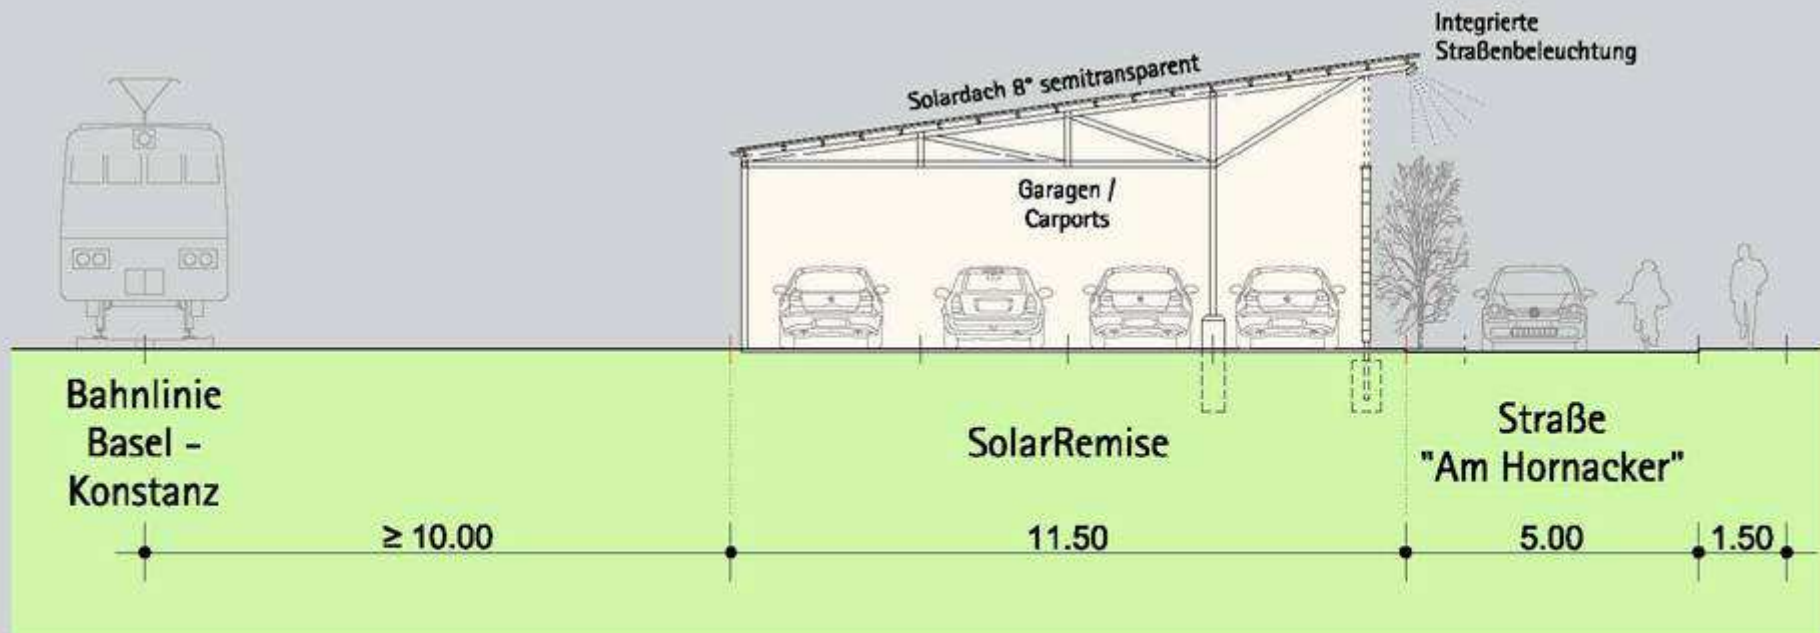 Integrierte
Straßenbeleuchtung
Solardach 8° semitransparent
Garagen /
Carports
Bahnlinie
Basel -
Konstanz
SolarRemise
Straße
"Am Hornacker"
≥ 10.00
11.50
5.00
1.50